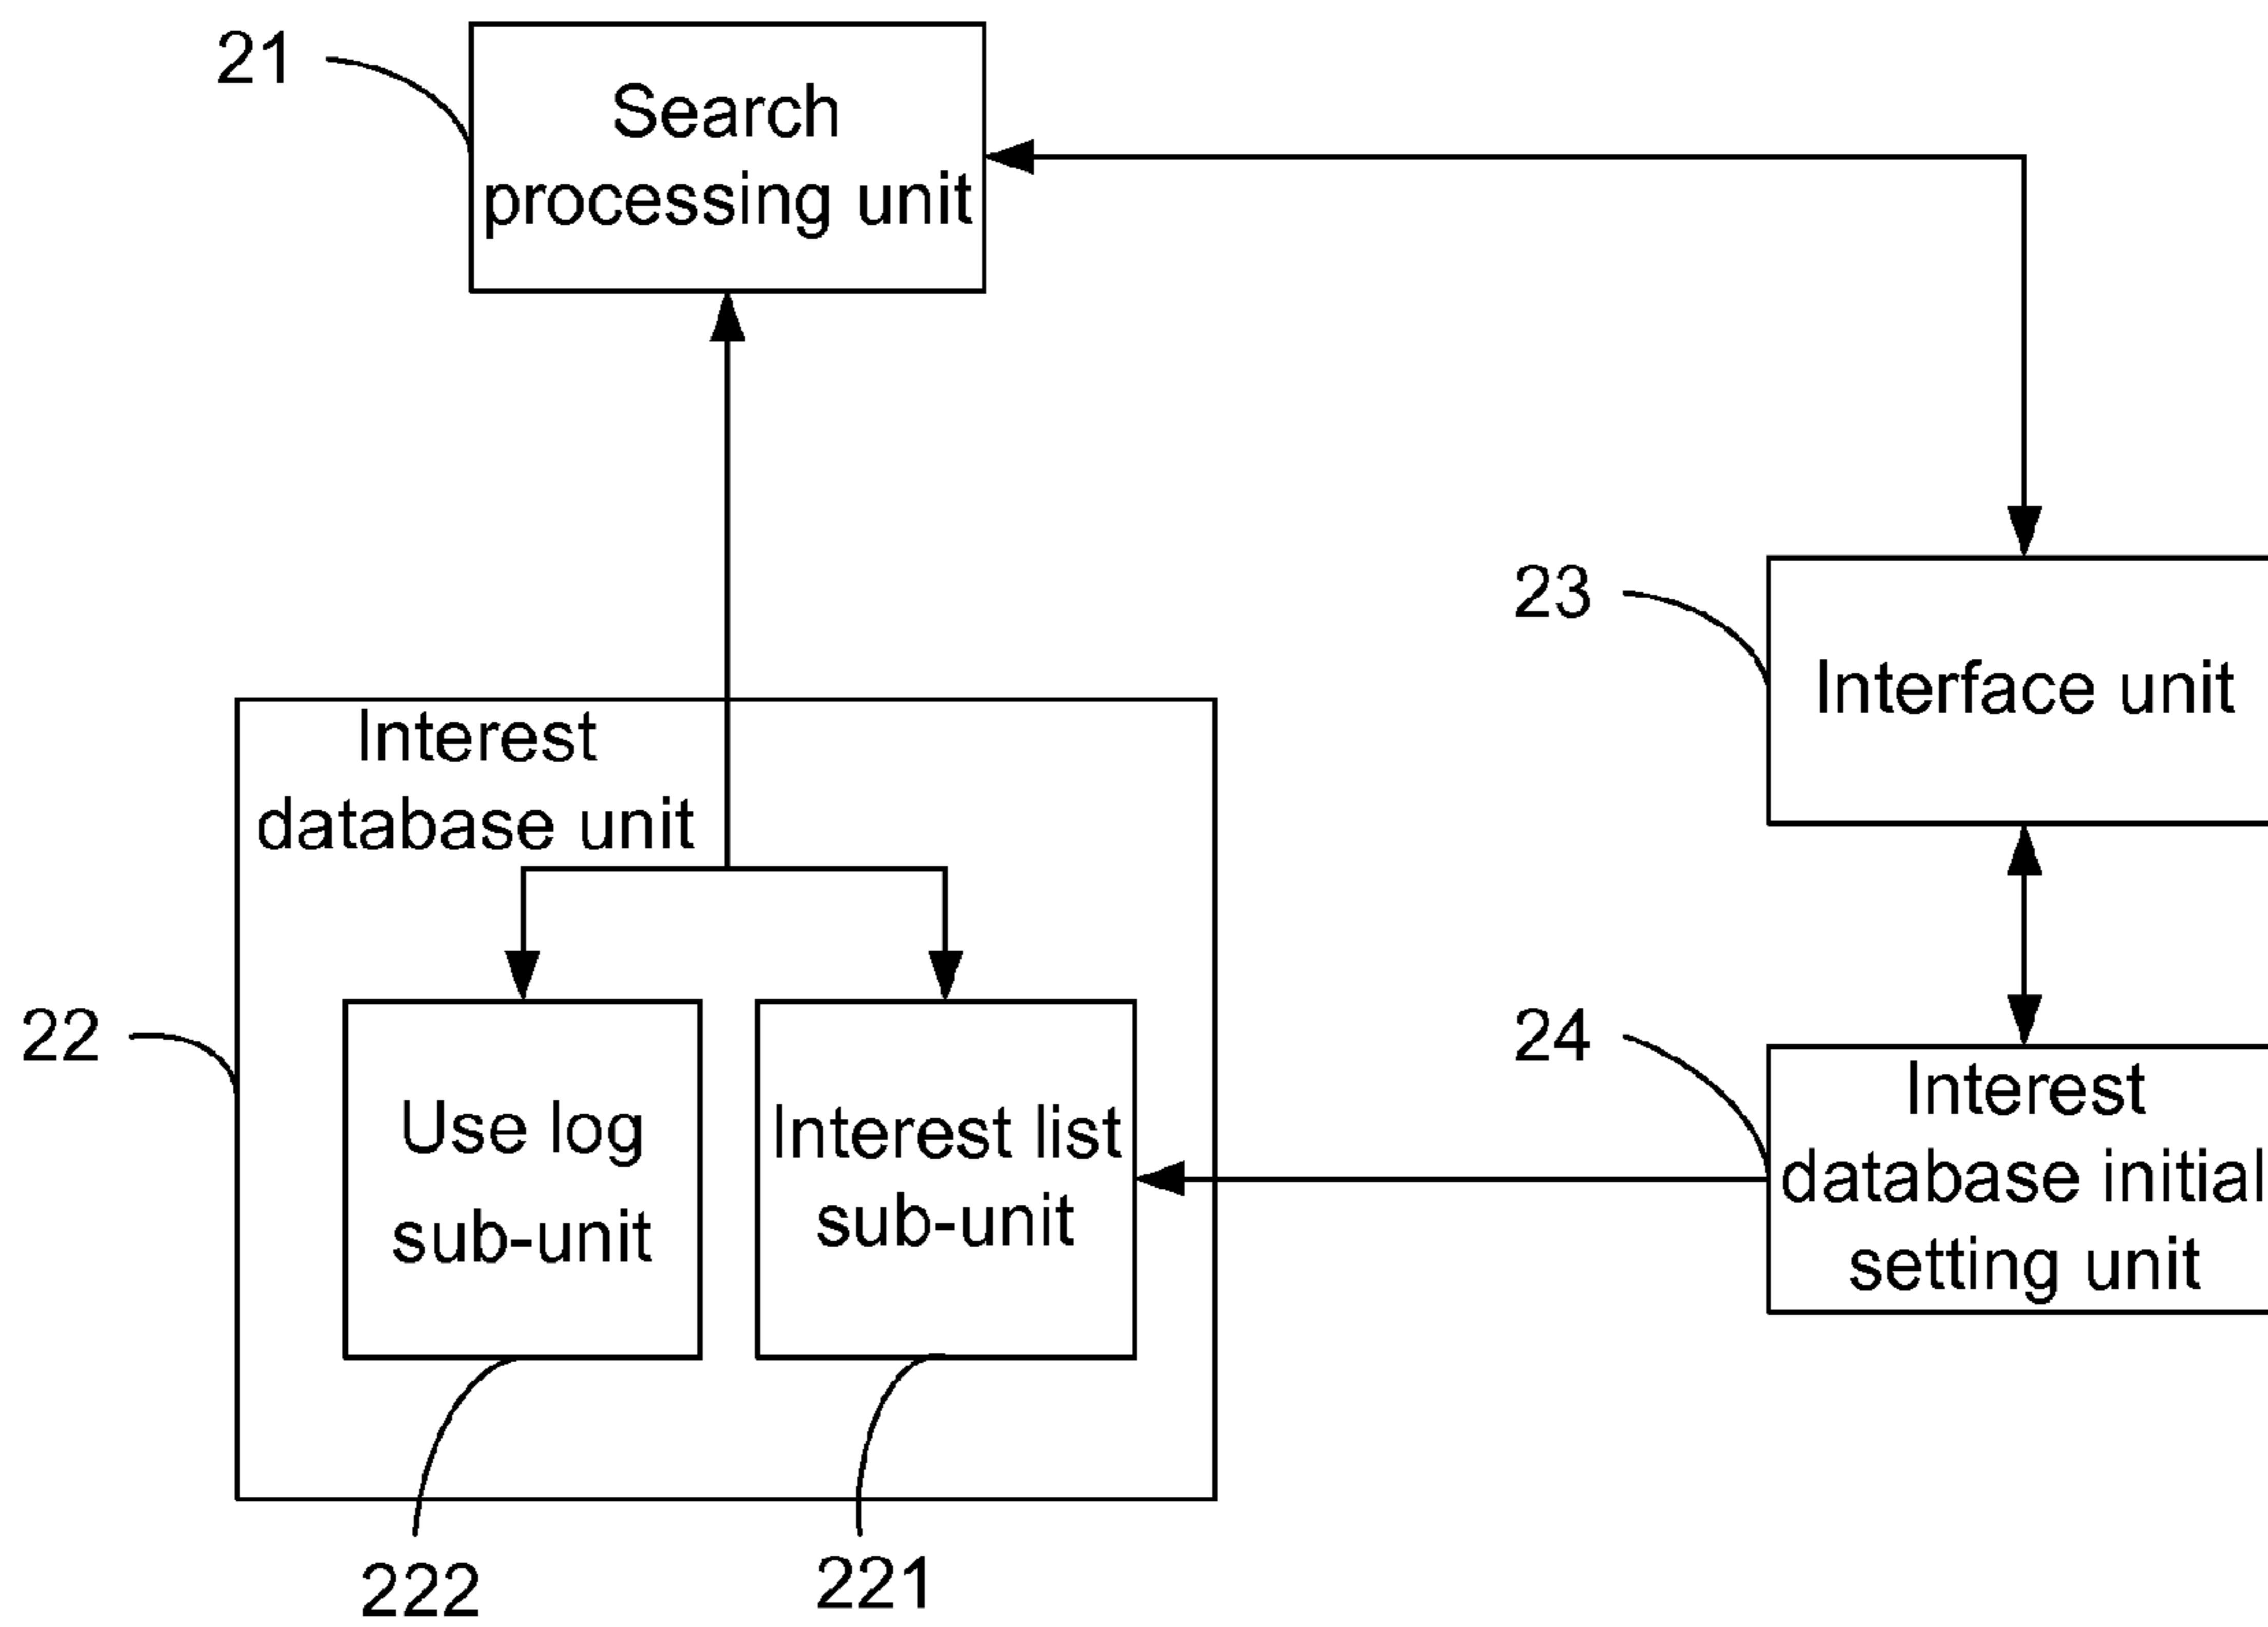 21
Search
processing unit
23
Interface unit
Interest
database unit
22
Use log
sub-unit
Interest list
sub-unit
24
Interest
database initial
setting unit
222
221